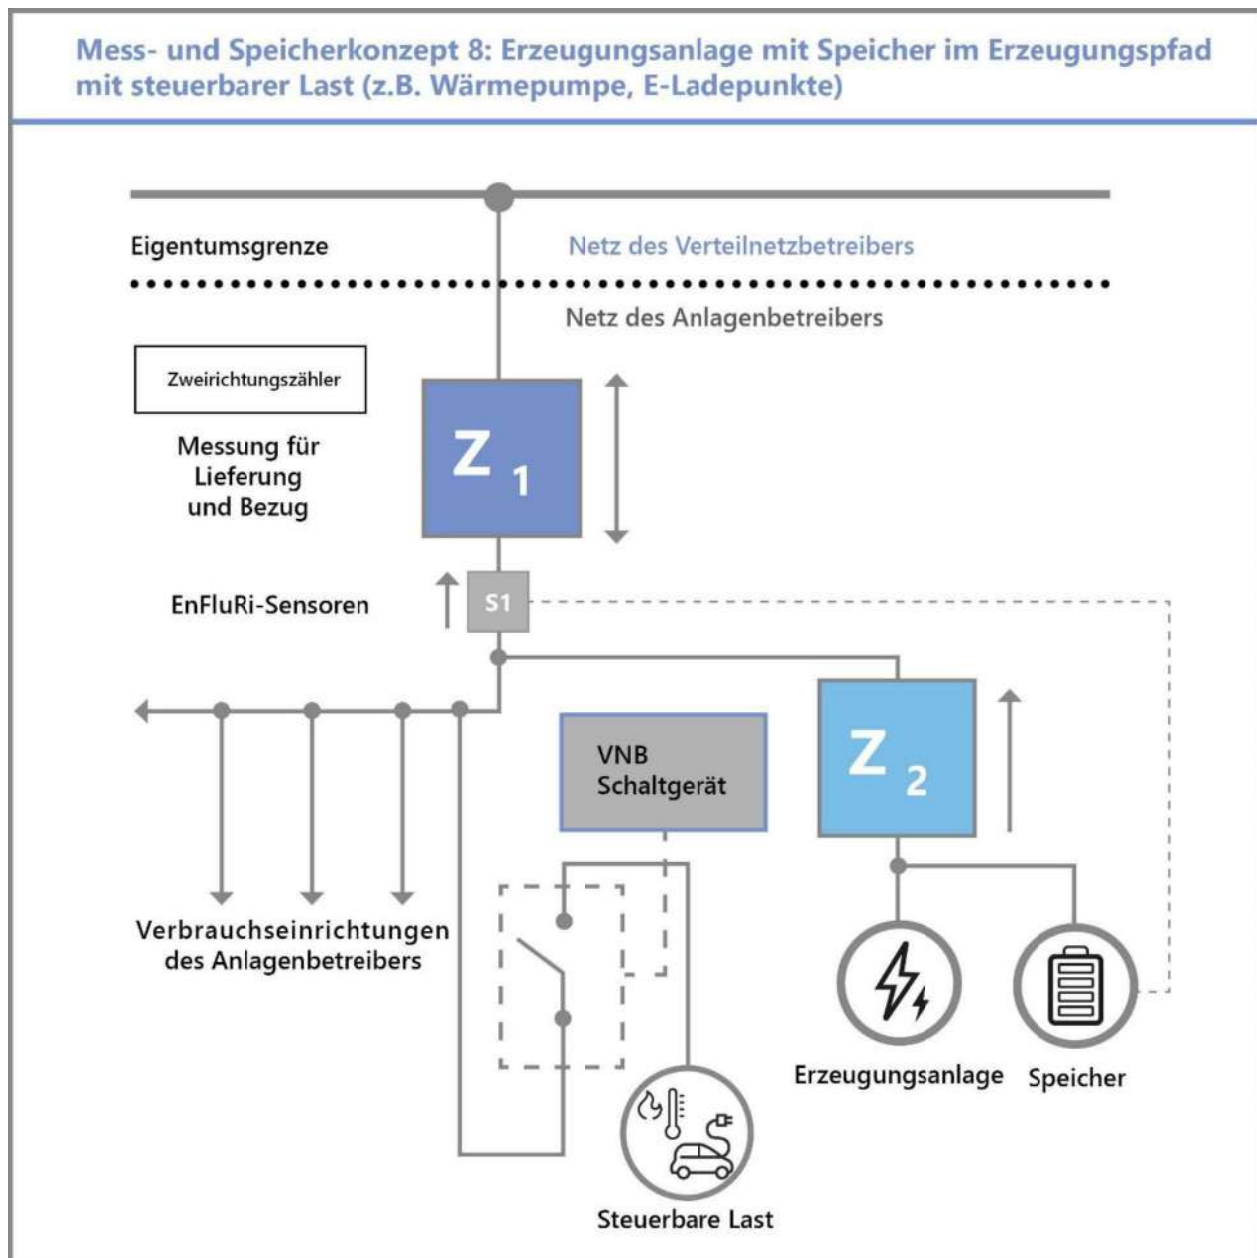 Mess- und Speicherkonzept 8: Erzeugungsanlage mit Speicher im Erzeugungspfad
mit steuerbarer Last (z.B. Wärmepumpe, E-Ladepunkte)
Eigentumsgrenze
Netz des Verteilnetzbetreibers
Netz des Anlagenbetreibers
Zweirichtungszähler
Messung für
Lieferung
und Bezug
Z 1
EnFluRi-Sensoren
S1
VNB
Schaltgerät
Z 2
Verbrauchseinrichtungen
des Anlagenbetreibers
Erzeugungsanlage
Speicher
Steuerbare Last